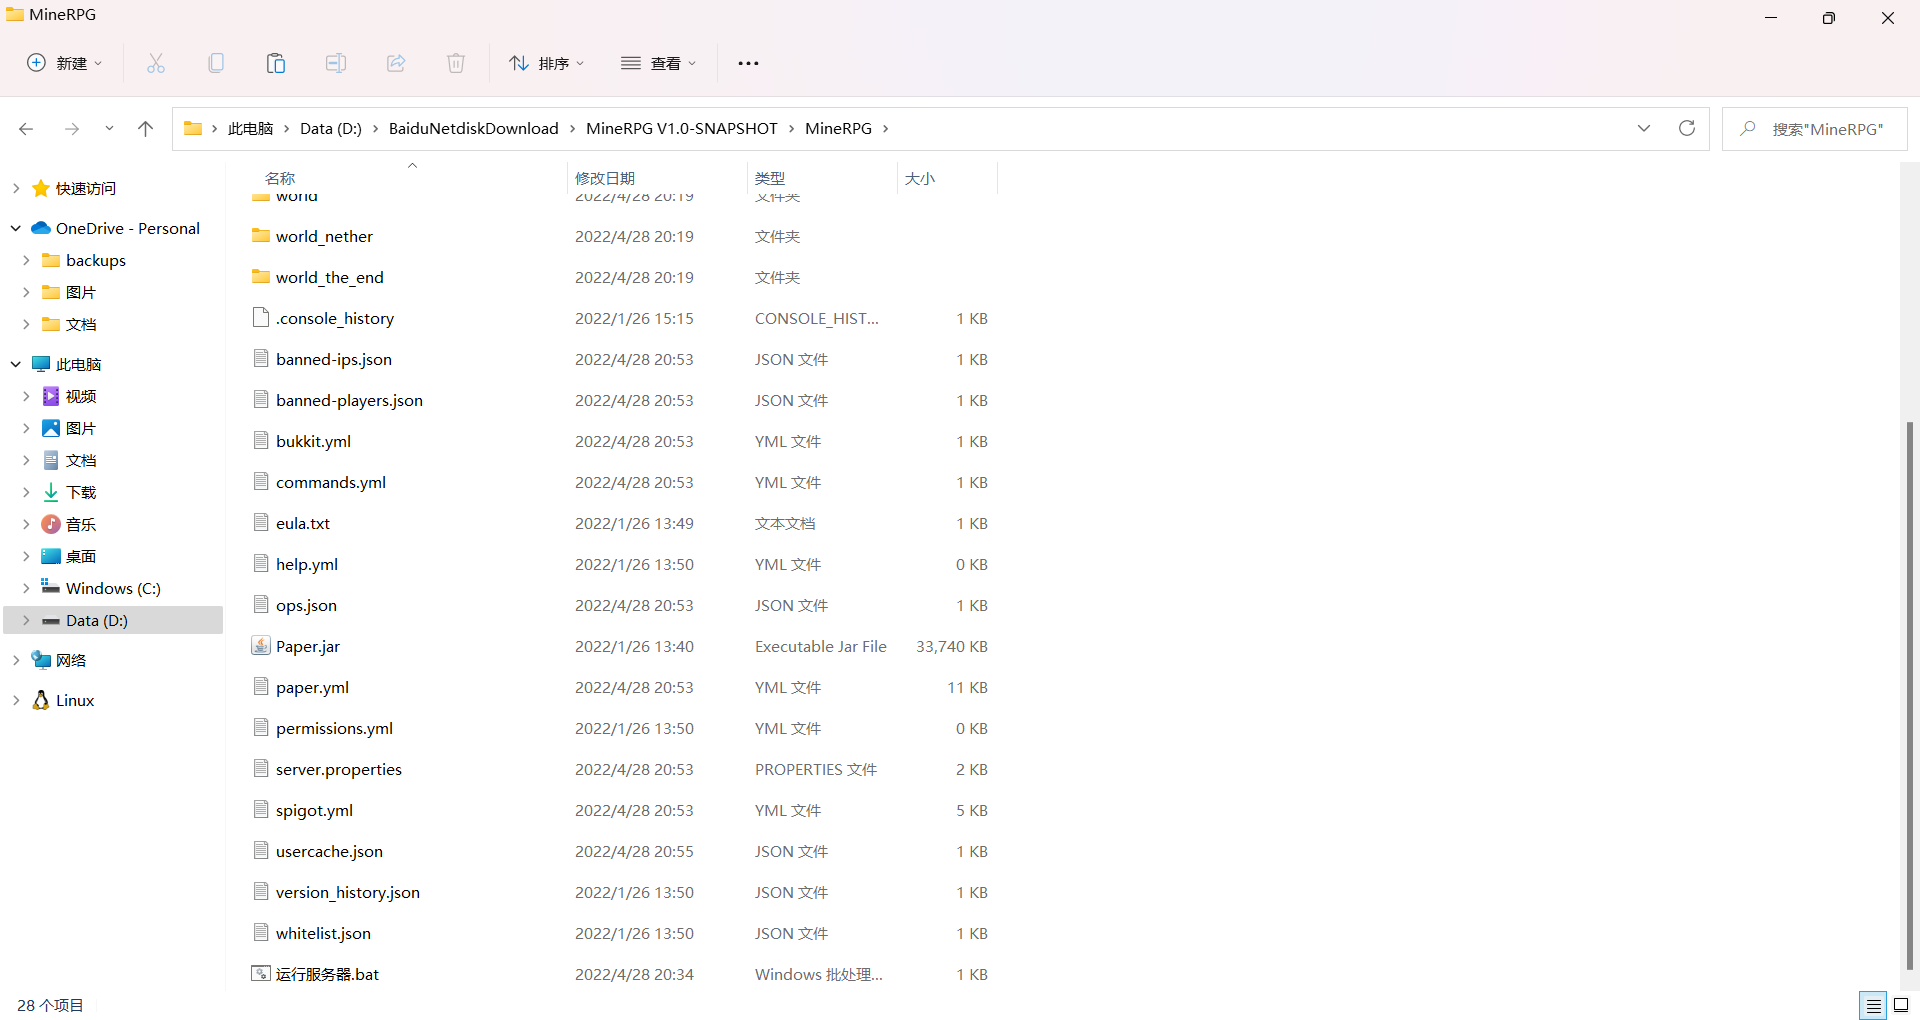 MineRPG
新建
排序
查看
此电脑 Data (D:) BaiduNetdiskDownload MineRPG V1.0-SNAPSHOT MineRPG
搜索"MineRPG"
快速访问
OneDrive - Personal
backups
图片
文档
此电脑
视频
图片
文档
下载
音乐
桌面
Windows (C:)
Data (D:)
网络
Linux
名称 修改日期 类型 大小
world 2022/4/28 20:19 文件夹
world_nether 2022/4/28 20:19 文件夹
world_the_end 2022/4/28 20:19 文件夹
.console_history 2022/1/26 15:15 CONSOLE_HIST... 1 KB
banned-ips.json 2022/4/28 20:53 JSON 文件 1 KB
banned-players.json 2022/4/28 20:53 JSON 文件 1 KB
bukkit.yml 2022/4/28 20:53 YML 文件 1 KB
commands.yml 2022/4/28 20:53 YML 文件 1 KB
eula.txt 2022/1/26 13:49 文本文档 1 KB
help.yml 2022/1/26 13:50 YML 文件 0 KB
ops.json 2022/4/28 20:53 JSON 文件 1 KB
Paper.jar 2022/1/26 13:40 Executable Jar File 33,740 KB
paper.yml 2022/4/28 20:53 YML 文件 11 KB
permissions.yml 2022/1/26 13:50 YML 文件 0 KB
server.properties 2022/4/28 20:53 PROPERTIES 文件 2 KB
spigot.yml 2022/4/28 20:53 YML 文件 5 KB
usercache.json 2022/4/28 20:55 JSON 文件 1 KB
version_history.json 2022/1/26 13:50 JSON 文件 1 KB
whitelist.json 2022/1/26 13:50 JSON 文件 1 KB
运行服务器.bat 2022/4/28 20:34 Windows 批处理... 1 KB
28 个项目